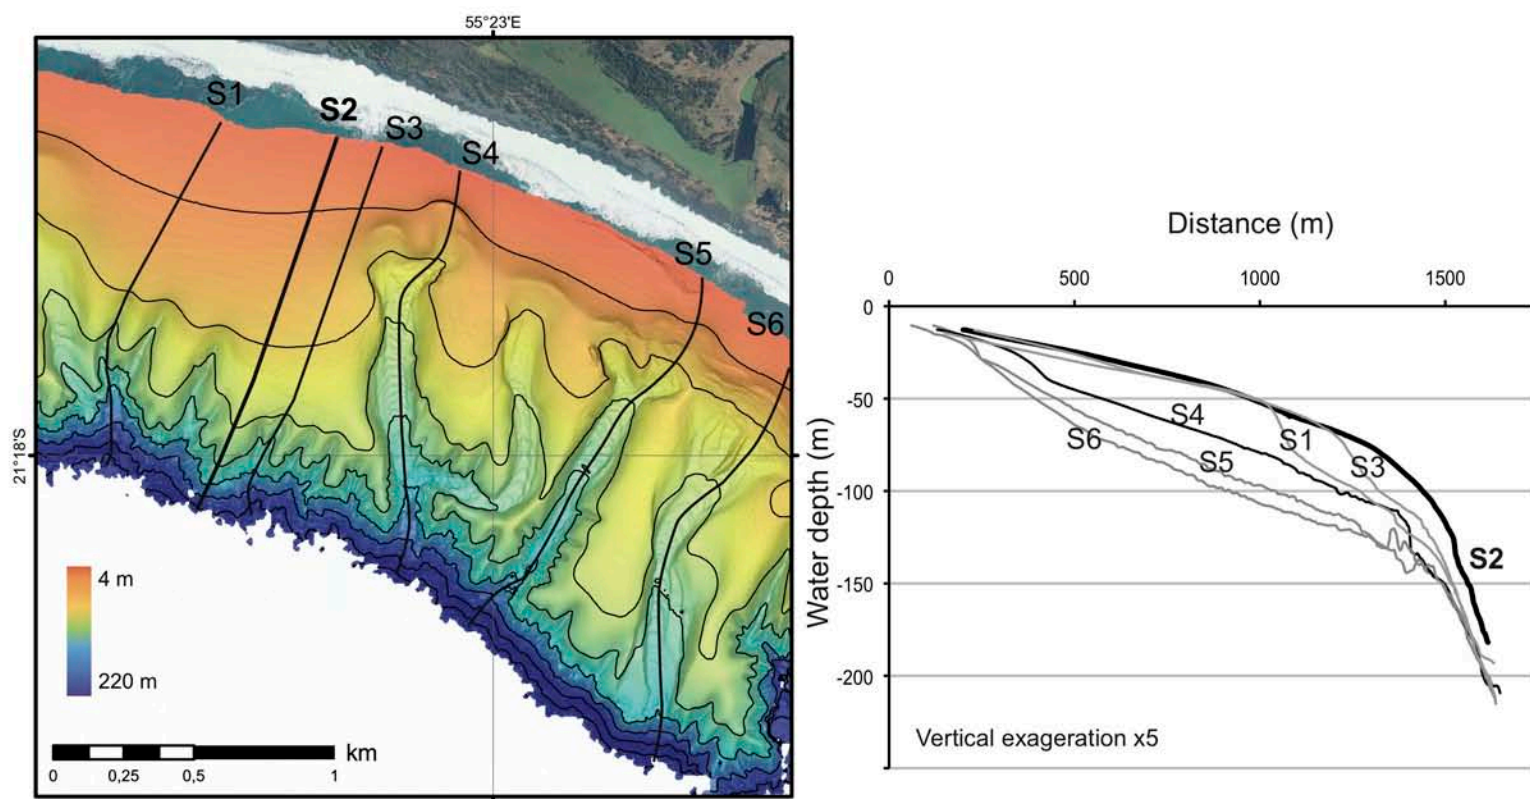 55°23'E
S1
S2
S3
S4
S5
S6
21°18'S
4 m
220 m
km
0 0,25 0,5 1
Distance (m)
0 500 1000 1500
0
-50
-100
-150
-200
Water depth (m)
S4
S1
S6
S5
S3
S2
Vertical exageration x5